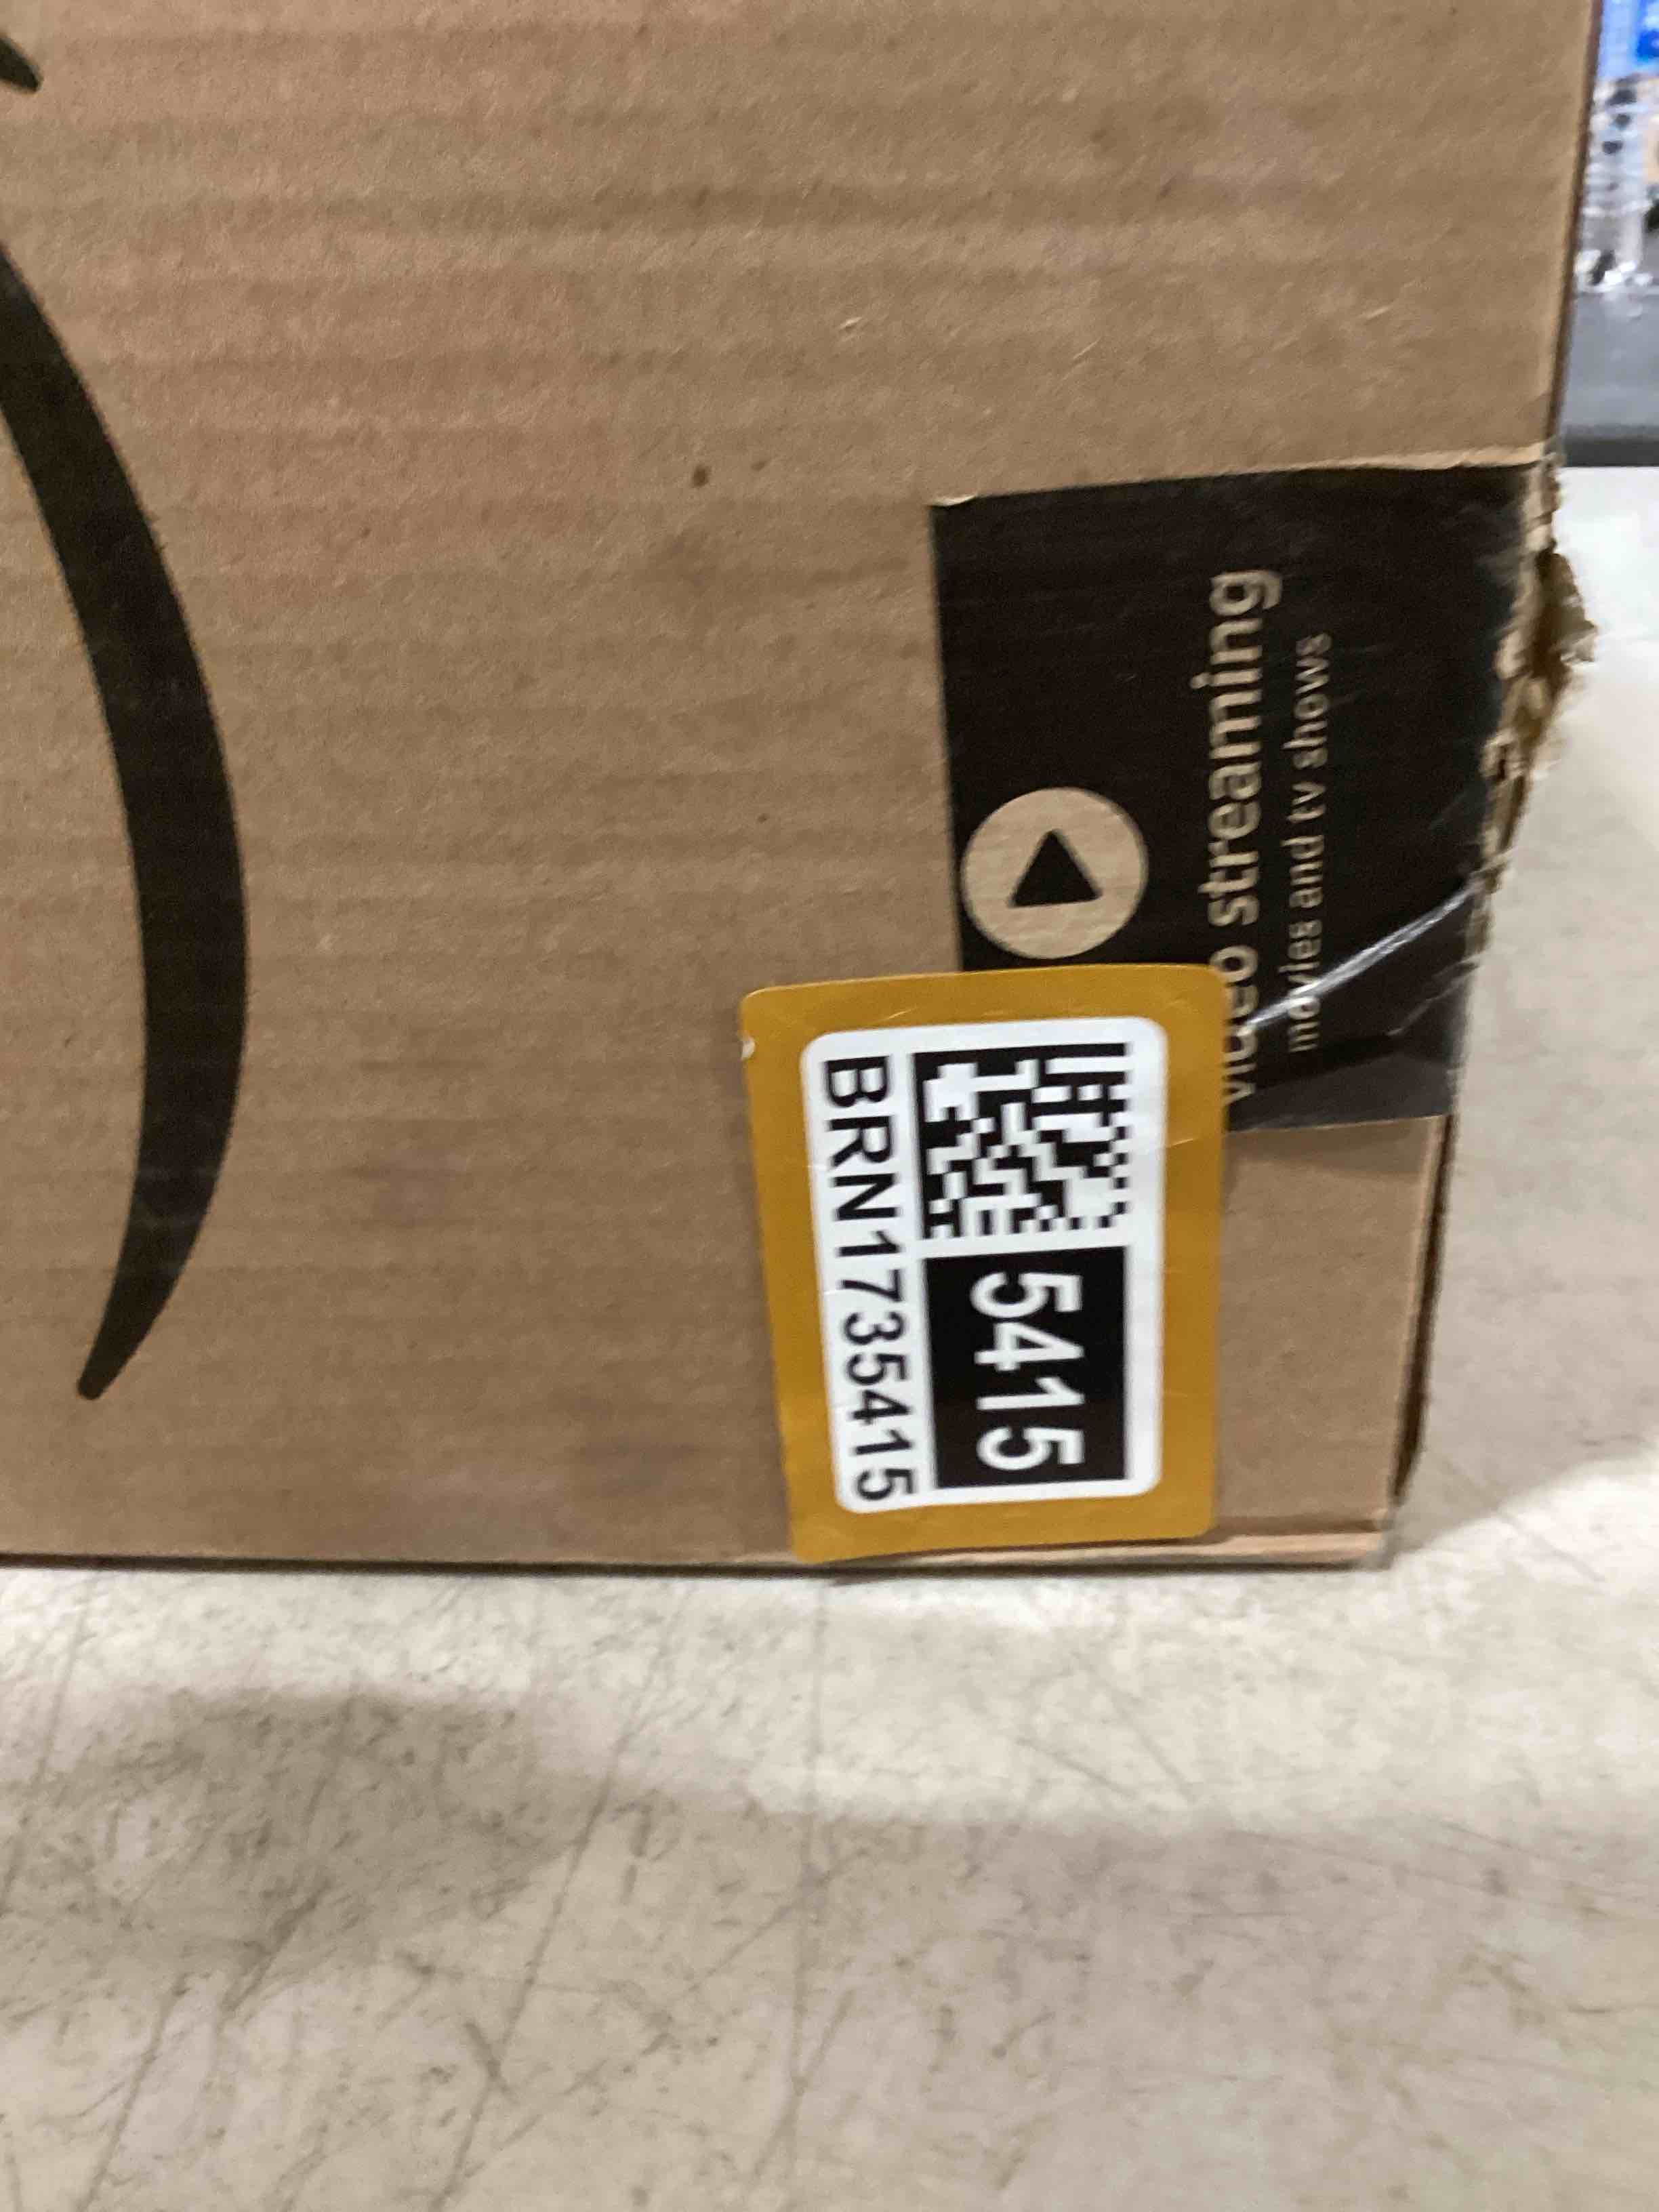 video streaming
movies and tv shows
5415
BRN1735415